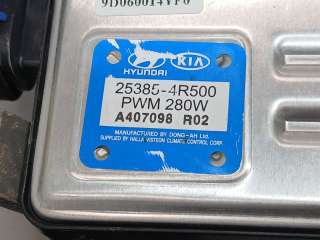 9D060014VF0
HYUNDAI
KIA
25385-4R500
PWM 280W
A407098 R02
MANUFACTURED BY DONG-AH Ltd.
SUPPLIED BY HALLA VISTEON CLIMATE CONTROL CORP.